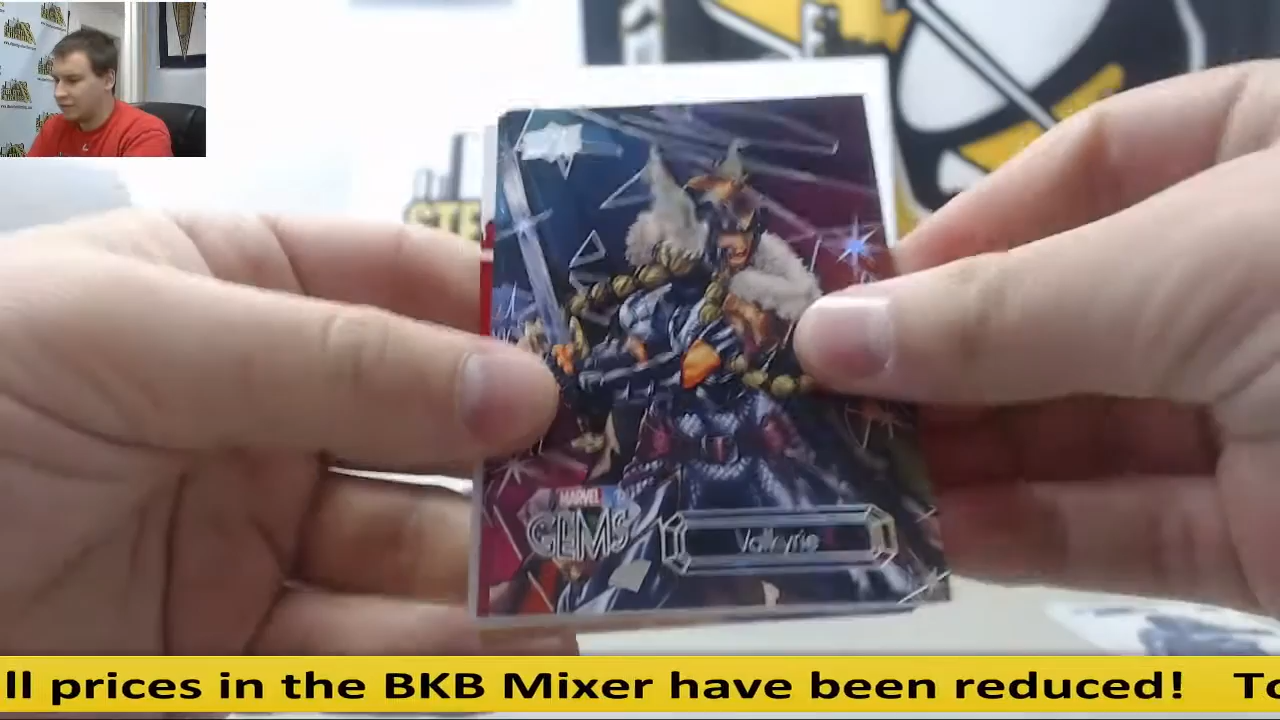 MARVEL
GEMS
Valkyrie
ll prices in the BKB Mixer have been reduced! To